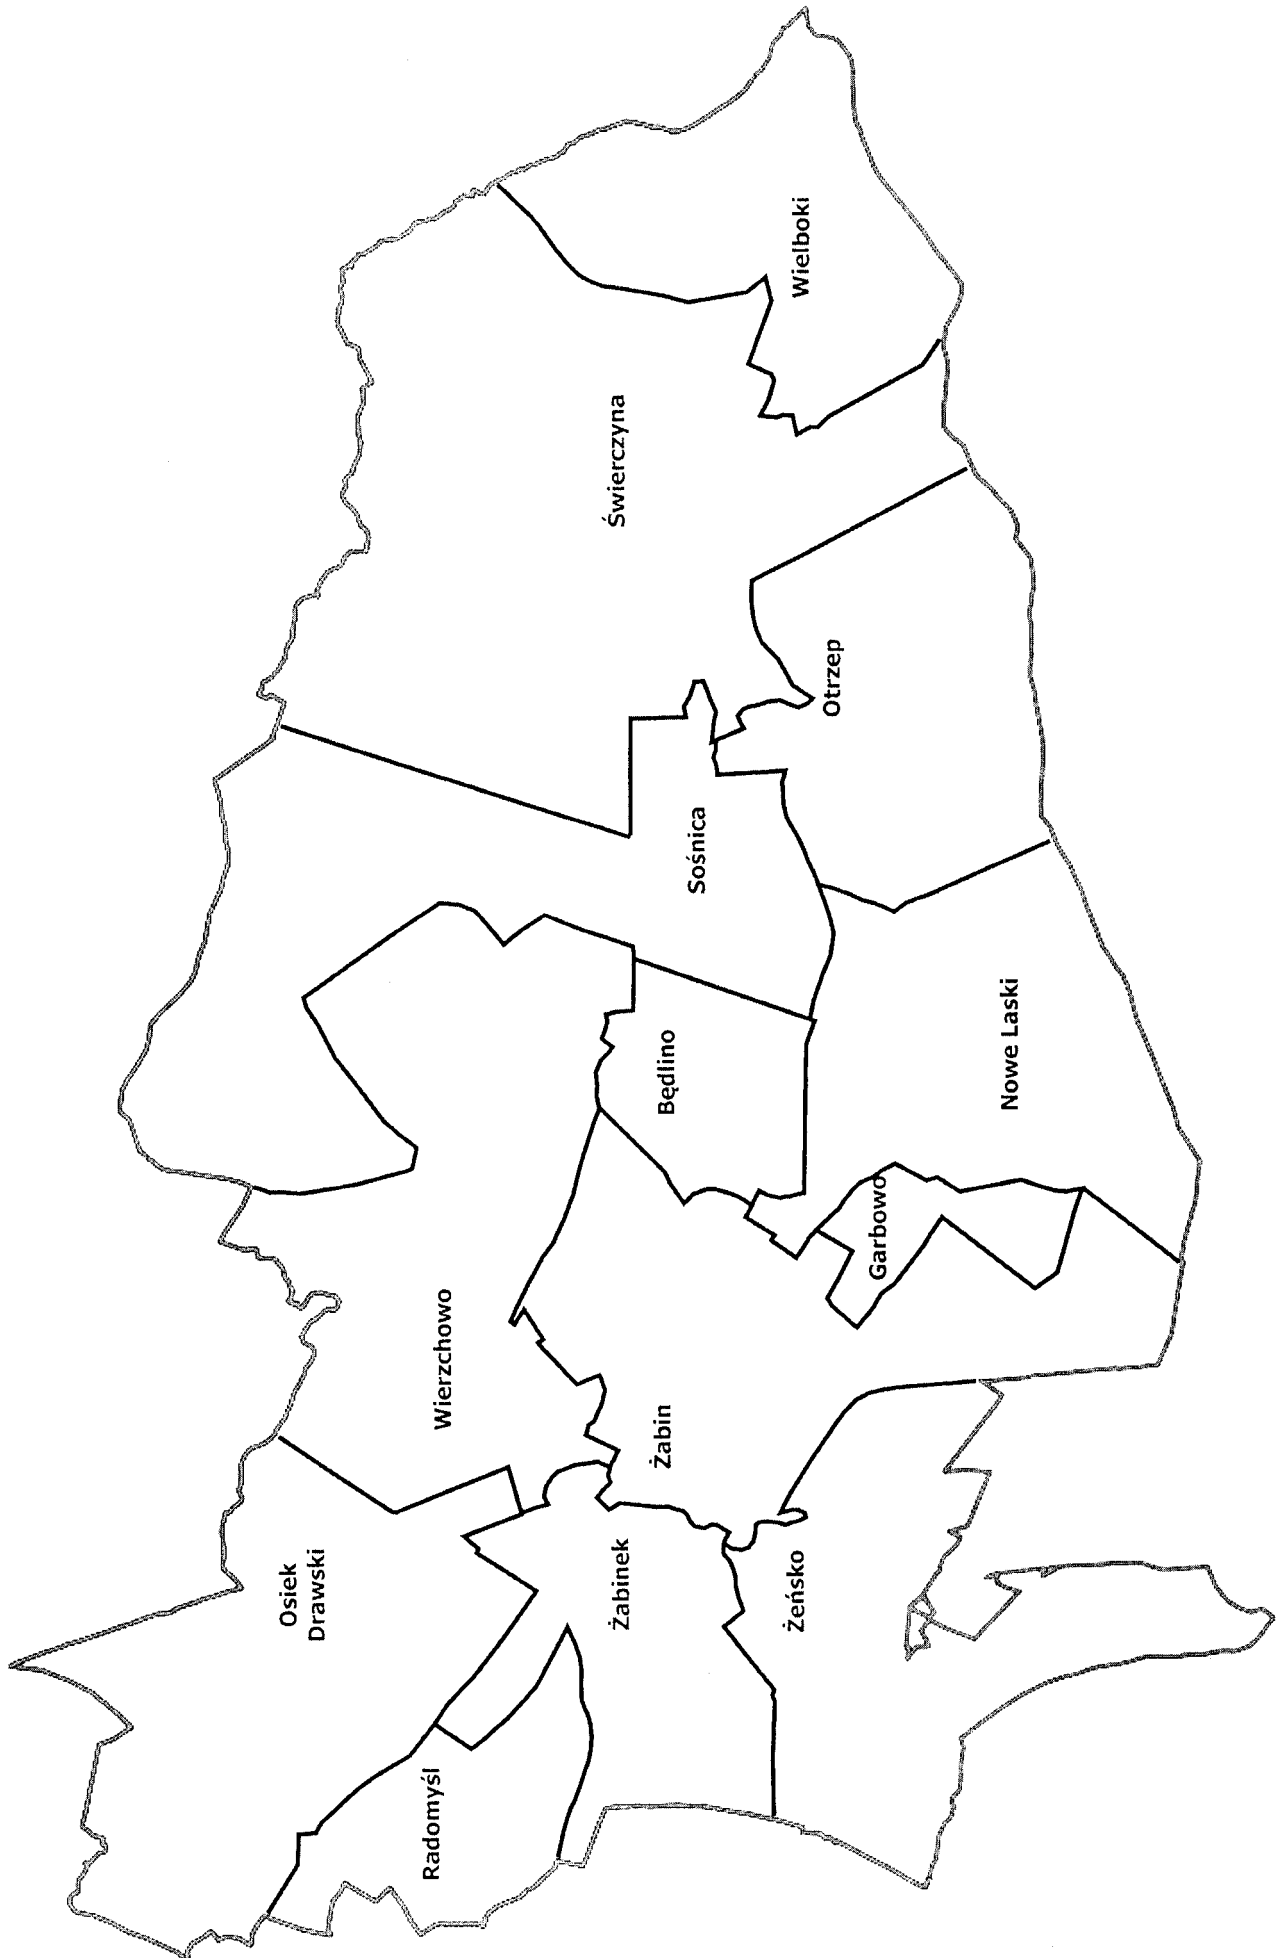 Osiek
Drawski
Radomyśl
Wierzchowo
Żabinek
Żabin
Żeńsko
Będlino
Sośnica
Świerczyna
Wielboki
Otrzep
Garbowo
Nowe Laski